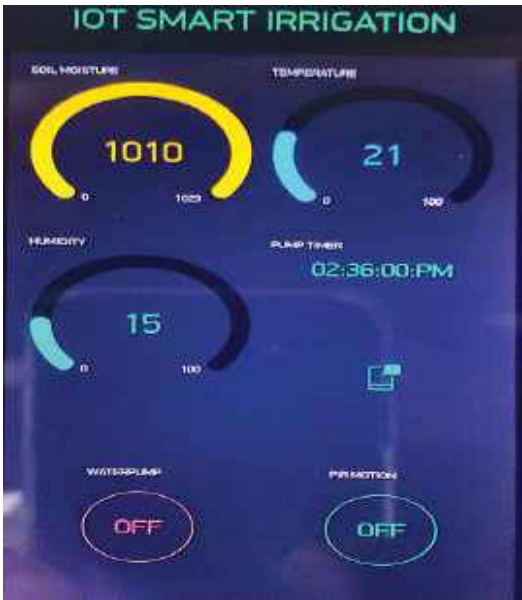 IOT SMART IRRIGATION
SOIL MOISTURE
TEMPERATURE
1010
21
0
1023
0
100
HUMIDITY
PUMP TIMER
02:36:00:PM
15
0
100
WATERPUMP
PIR MOTION
OFF
OFF